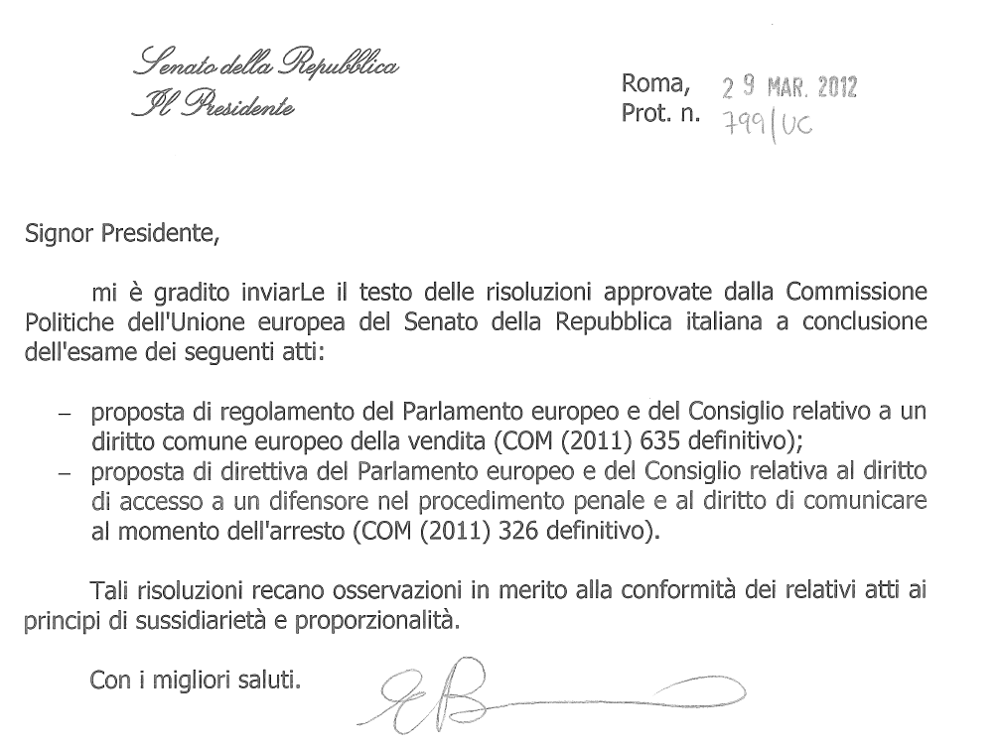 Senato della Repubblica
Il Presidente
Roma, 29 MAR. 2012
Prot. n. 799/UC
Signor Presidente,
mi è gradito inviarLe il testo delle risoluzioni approvate dalla Commissione
Politiche dell'Unione europea del Senato della Repubblica italiana a conclusione
dell'esame dei seguenti atti:
– proposta di regolamento del Parlamento europeo e del Consiglio relativo a un
diritto comune europeo della vendita (COM (2011) 635 definitivo);
– proposta di direttiva del Parlamento europeo e del Consiglio relativa al diritto
di accesso a un difensore nel procedimento penale e al diritto di comunicare
al momento dell'arresto (COM (2011) 326 definitivo).
Tali risoluzioni recano osservazioni in merito alla conformità dei relativi atti ai
principi di sussidiarietà e proporzionalità.
Con i migliori saluti.